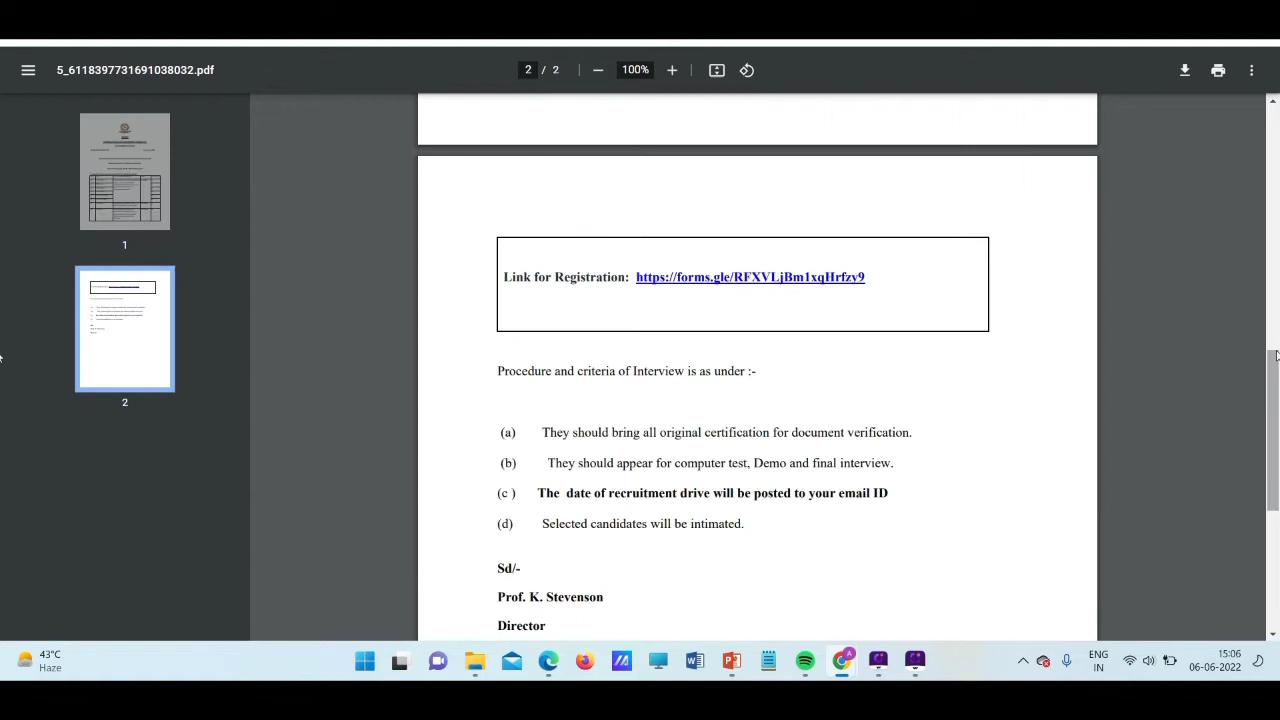 5_6118397731691038032.pdf
2 / 2
100%
1
2
Link for Registration: https://forms.gle/RFXVLjBm1xqHrfzy9
Procedure and criteria of Interview is as under :-
(a) They should bring all original certification for document verification.
(b) They should appear for computer test, Demo and final interview.
(c ) The date of recruitment drive will be posted to your email ID
(d) Selected candidates will be intimated.
Sd/-
Prof. K. Stevenson
Director
43°C
Haze
A
ENG
IN
15:06
06-06-2022